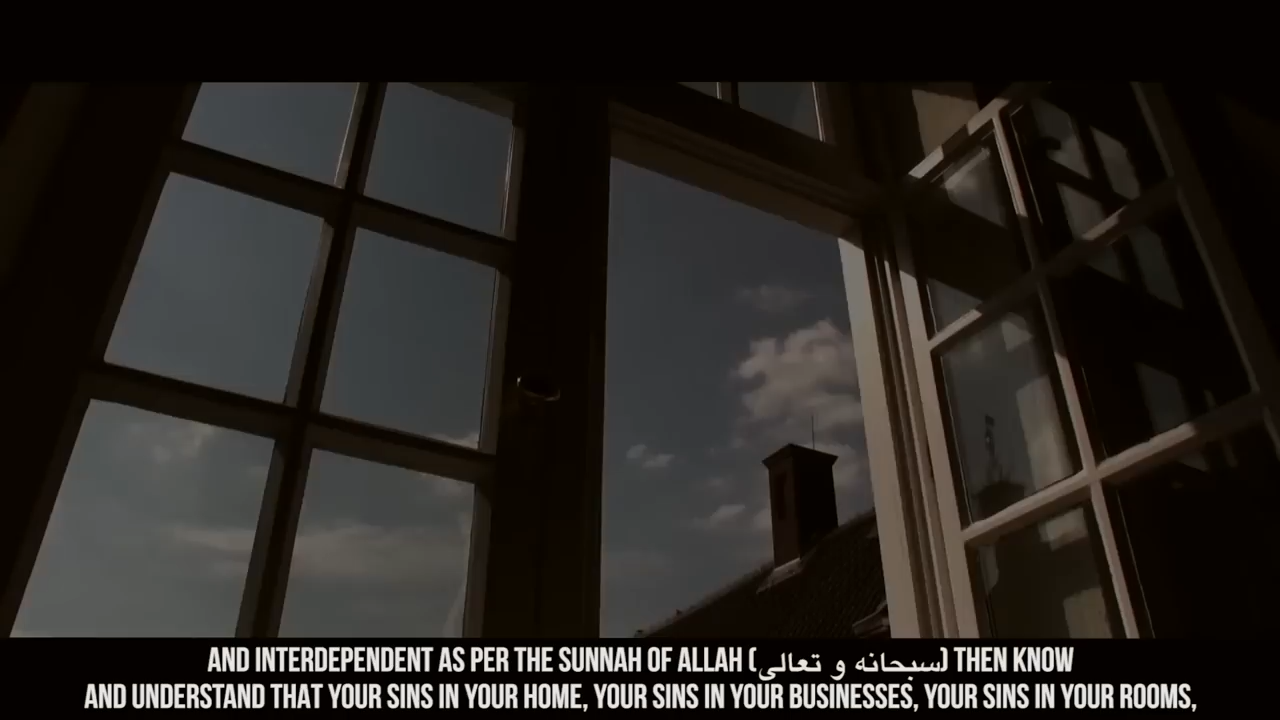 AND INTERDEPENDENT AS PER THE SUNNAH OF ALLAH (سبحانه و تعالى) THEN KNOW
AND UNDERSTAND THAT YOUR SINS IN YOUR HOME, YOUR SINS IN YOUR BUSINESSES, YOUR SINS IN YOUR ROOMS,